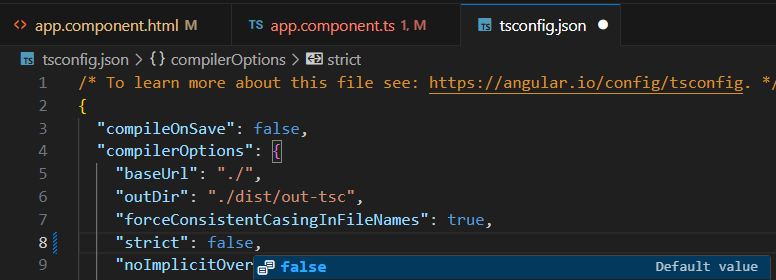 <> app.component.html M
TS app.component.ts 1, M
TS tsconfig.json
TS tsconfig.json > {} compilerOptions > strict
1 /* To learn more about this file see: https://angular.io/config/tsconfig. */
2 {
3 "compileOnSave": false,
4 "compilerOptions": {
5 "baseUrl": "./",
6 "outDir": "./dist/out-tsc",
7 "forceConsistentCasingInFileNames": true,
8 "strict": false,
9 "noImplicitOver
false Default value